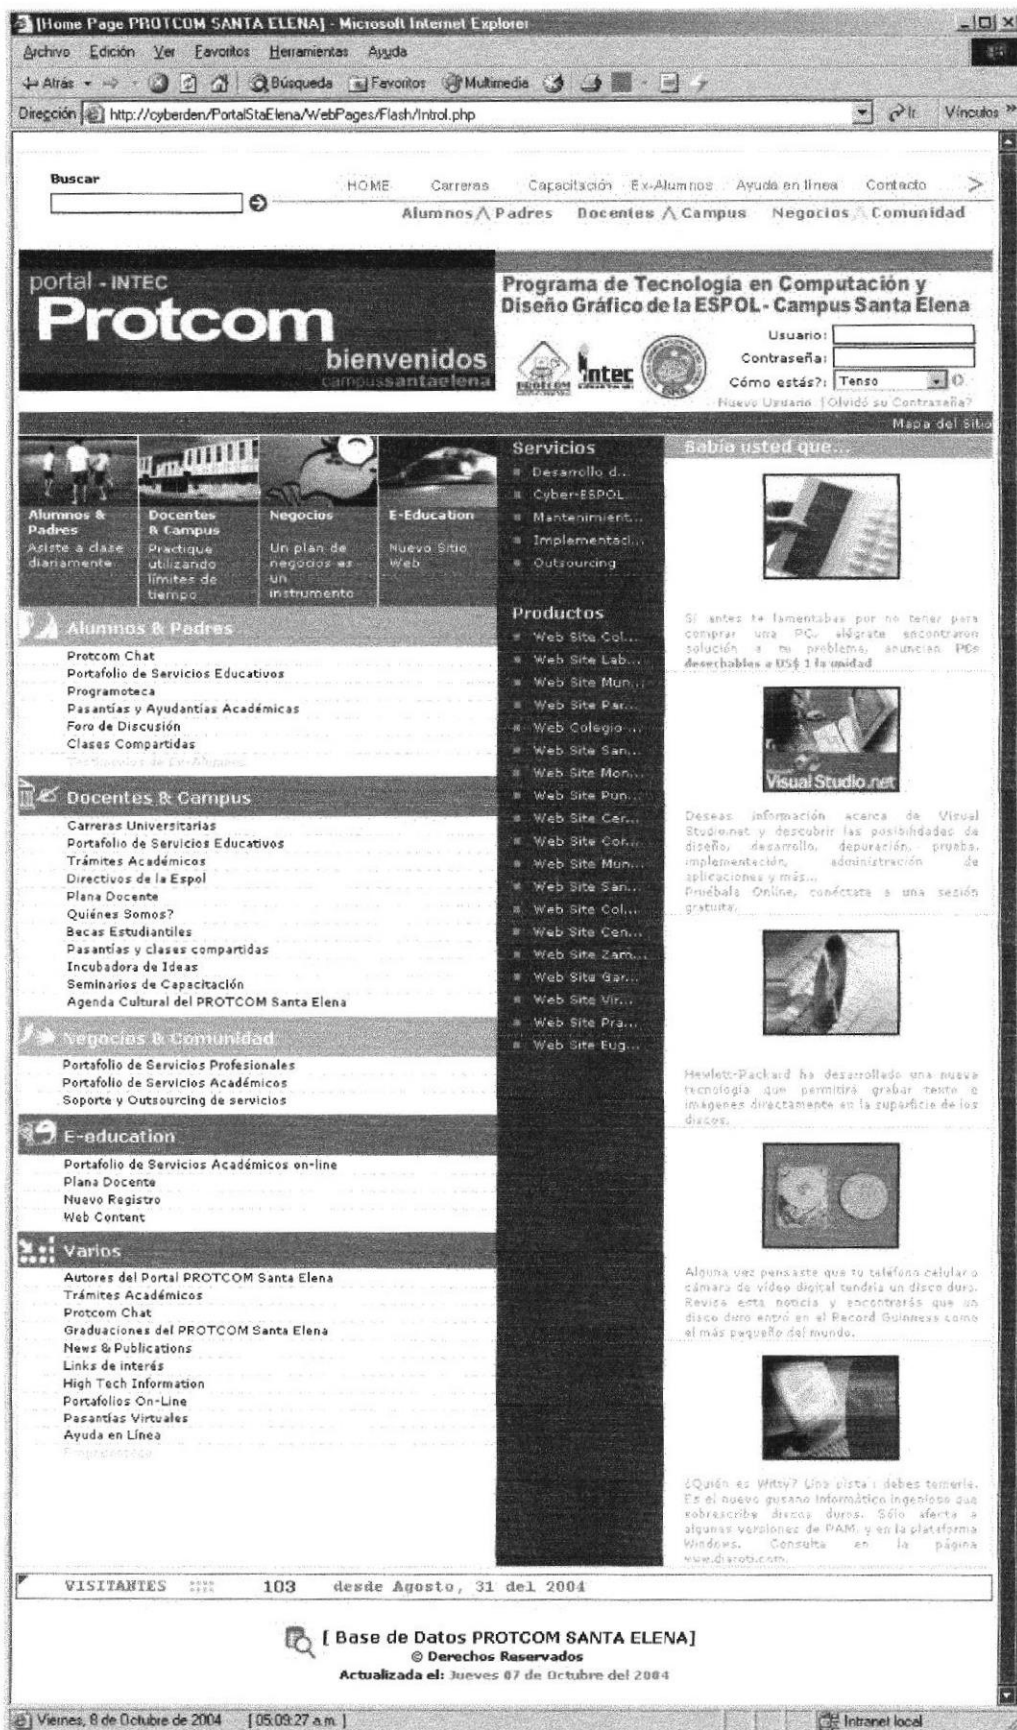 [Home Page PROTCOM SANTA ELENA] - Microsoft Internet Explorer
Archivo Edición Ver Favoritos Herramientas Ayuda
Atrás Búsqueda Favoritos Multimedia
Dirección http://cyberden/PortalStaElena/WebPages/Flash/Introl.php Ir Vínculos »
Buscar
HOME Carreras Capacitación Ex-Alumnos Ayuda en línea Contacto >
Alumnos Padres Docentes Campus Negocios Comunidad
portal - INTEC
Protcom
bienvenidos
campussantaelena
Programa de Tecnología en Computación y
Diseño Gráfico de la ESPOL - Campus Santa Elena
PROTCOM
intec
Usuario:
Contraseña:
Cómo estás?: Tenso
Nuevo Usuario | Olvidó su Contraseña?
Mapa del Sitio
Alumnos &
Padres
Asiste a clase
diariamente
Docentes
& Campus
Practique
utilizando
límites de
tiempo
Negocios
Un plan de
negocios es
un
instrumento
E-Education
Nuevo Sitio
Web
Alumnos & Padres
Protcom Chat
Portafolio de Servicios Educativos
Programoteca
Pasantías y Ayudantías Académicas
Foro de Discusión
Clases Compartidas
Testimonios de Ex-Alumnos
Docentes & Campus
Carreras Universitarias
Portafolio de Servicios Educativos
Trámites Académicos
Directivos de la Espol
Plana Docente
Quiénes Somos?
Becas Estudiantiles
Pasantías y clases compartidas
Incubadora de Ideas
Seminarios de Capacitación
Agenda Cultural del PROTCOM Santa Elena
Negocios & Comunidad
Portafolio de Servicios Profesionales
Portafolio de Servicios Académicos
Soporte y Outsourcing de servicios
E-education
Portafolio de Servicios Académicos on-line
Plana Docente
Nuevo Registro
Web Content
Varios
Autores del Portal PROTCOM Santa Elena
Trámites Académicos
Protcom Chat
Graduaciones del PROTCOM Santa Elena
News & Publications
Links de interés
High Tech Information
Portafolios On-Line
Pasantías Virtuales
Ayuda en Línea
Servicios
Desarrollo d...
Cyber-ESPOL
Mantenimient...
Implementaci...
Outsourcing
Productos
Web Site Col...
Web Site Lab...
Web Site Mun...
Web Site Par...
Web Colegio ...
Web Site San...
Web Site Mon...
Web Site Pun...
Web Site Cer...
Web Site Cor...
Web Site Mun...
Web Site San...
Web Site Col...
Web Site Cen...
Web Site Zam...
Web Site Gar...
Web Site Vir...
Web Site Pra...
Web Site Eug...
Sabía usted que...
Si antes te lamentabas por no tener para
comprar una PC, alégrate encontraron
solución a tu problema, anuncian PCs
desechables a US$ 1 la unidad
Visual Studio.net
Deseas información acerca de Visual
Studio.net y descubrir las posibilidades de
diseño, desarrollo, depuración, prueba,
implementación, administración de
aplicaciones y más...
Pruébala Online, conéctate a una sesión
gratuita.
Hewlett-Packard ha desarrollado una nueva
tecnología que permitirá grabar texto e
imágenes directamente en la superficie de los
discos.
Alguna vez pensaste que tu teléfono celular o
cámara de vídeo digital tendría un disco duro.
Revisa esta noticia y encontrarás que un
disco duro entró en el Record Guinness como
el más pequeño del mundo.
¿Quién es Witty? Una pista : debes temerle.
Es el nuevo gusano informático ingenioso que
sobrescribe discos duros. Sólo afecta a
algunas versiones de PAM, y en la plataforma
Windows. Consulta en la página
VISITANTES 103 desde Agosto, 31 del 2004
[ Base de Datos PROTCOM SANTA ELENA]
© Derechos Reservados
Actualizada el: Jueves 07 de Octubre del 2004
Viernes, 8 de Octubre de 2004 [ 05:09:27 a.m. ] Intranet local